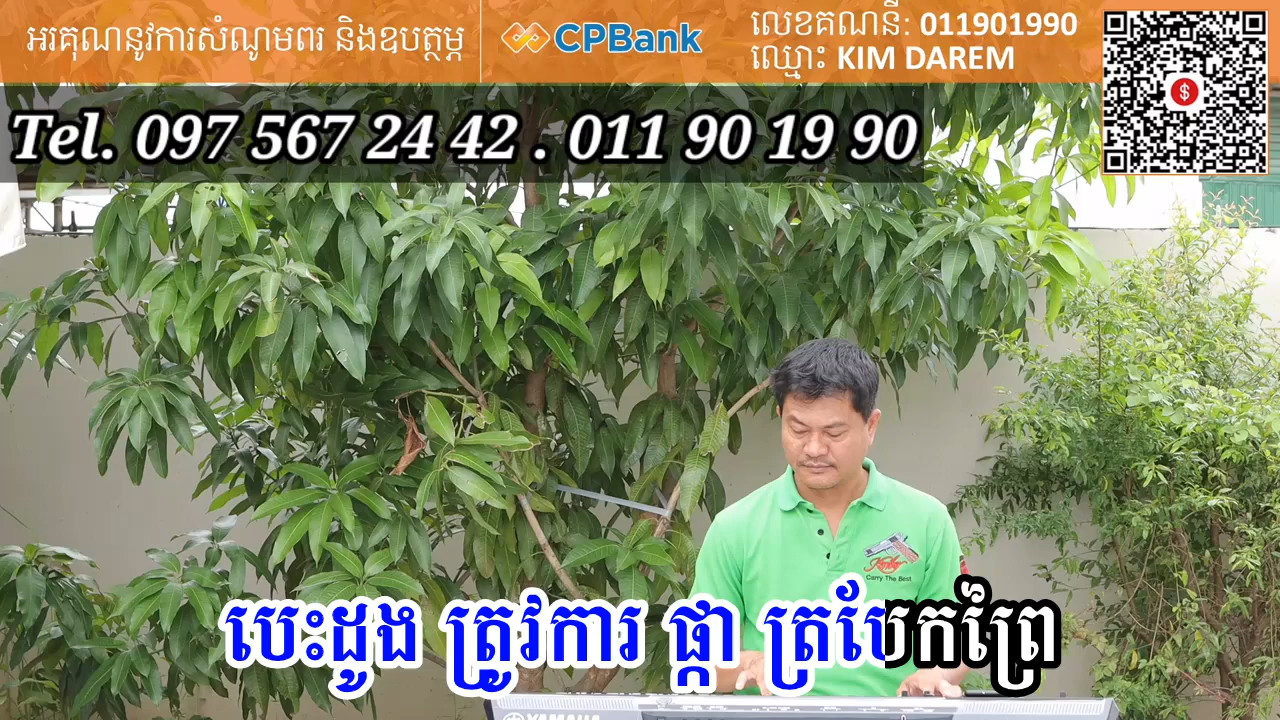 អរគុណនូវការសំណូមពរ និងឧបត្ថម្ភ
CPBank
លេខគណនី: 011901990
ឈ្មោះ KIM DAREM
Tel. 097 567 24 42 . 011 90 19 90
Carry The Best
បេះដូង ត្រូវការ ផ្កា ត្របែកព្រៃ
YAMAHA